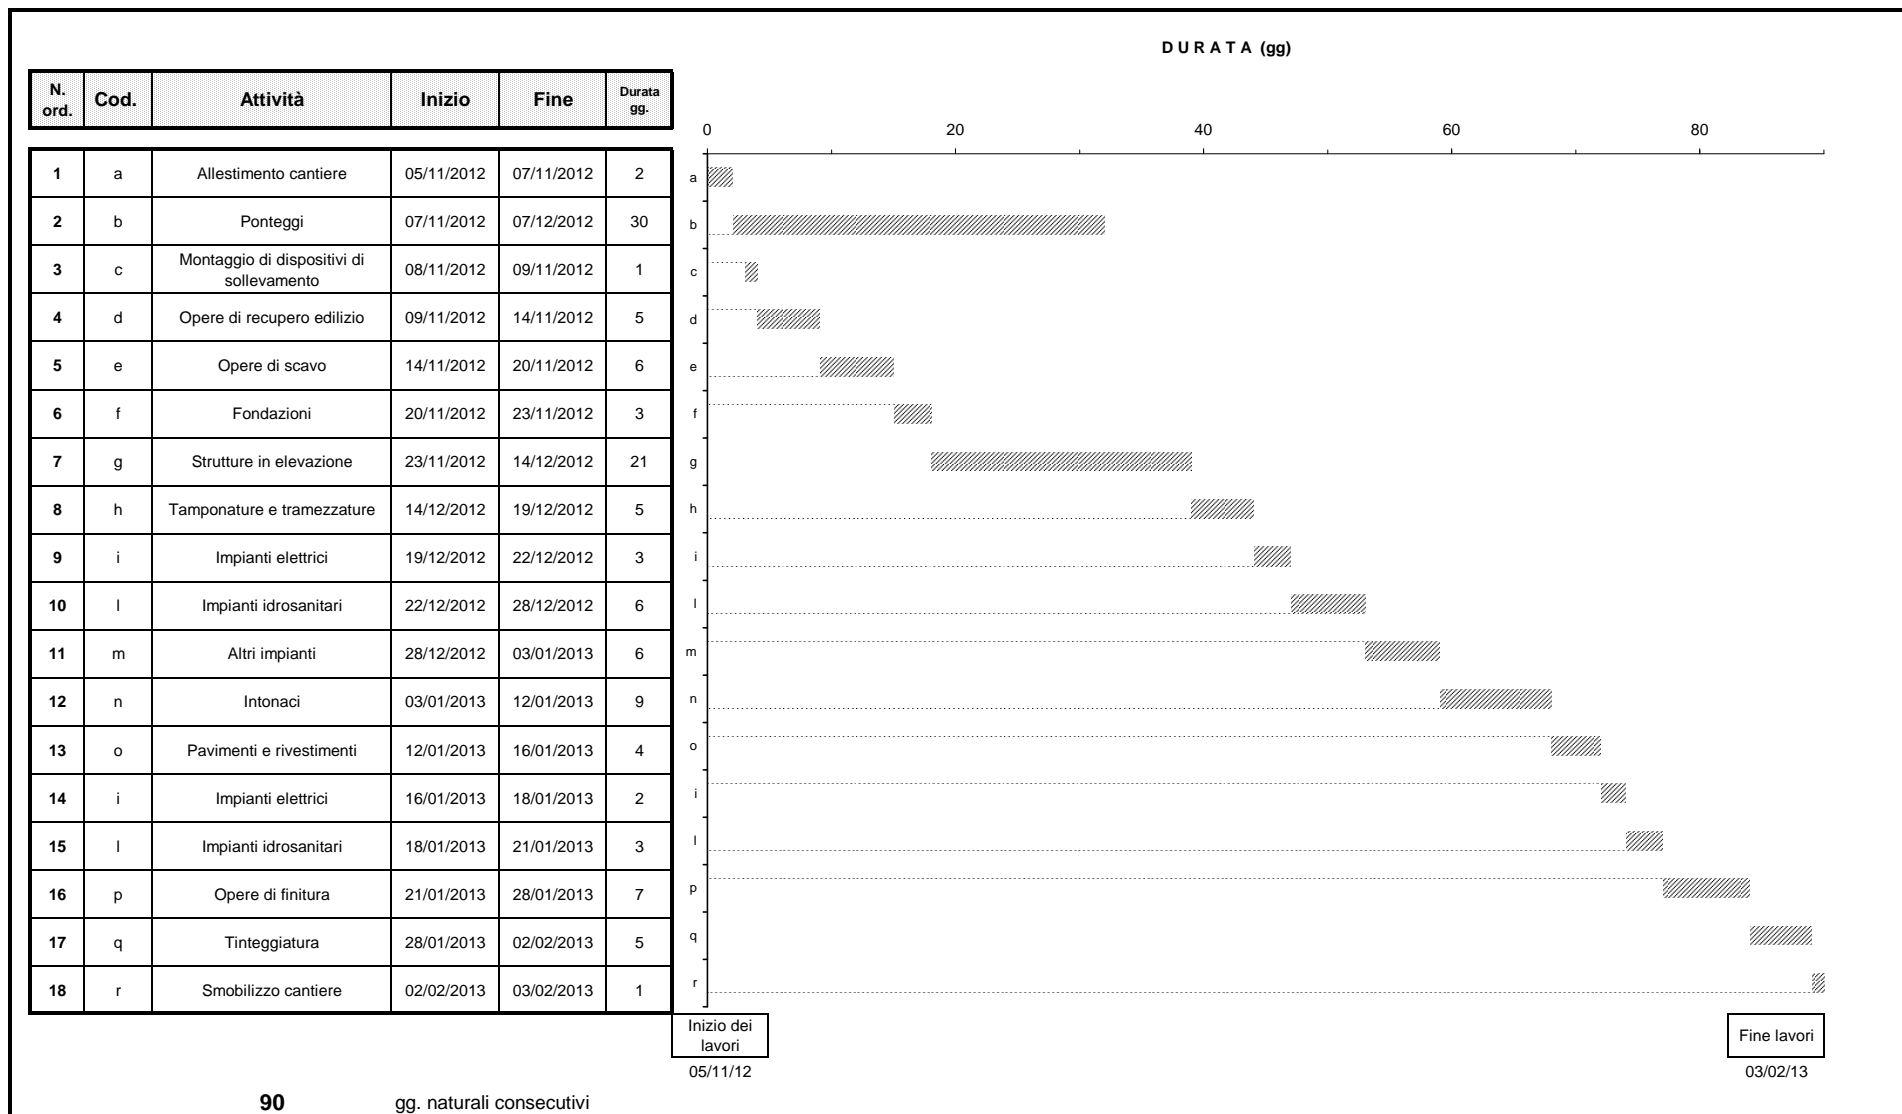 D U R A T A (gg)
N. ord. Cod. Attività Inizio Fine Durata gg.
0 20 40 60 80
1 a Allestimento cantiere 05/11/2012 07/11/2012 2 a
2 b Ponteggi 07/11/2012 07/12/2012 30 b
3 c Montaggio di dispositivi di sollevamento 08/11/2012 09/11/2012 1 c
4 d Opere di recupero edilizio 09/11/2012 14/11/2012 5 d
5 e Opere di scavo 14/11/2012 20/11/2012 6 e
6 f Fondazioni 20/11/2012 23/11/2012 3 f
7 g Strutture in elevazione 23/11/2012 14/12/2012 21 g
8 h Tamponature e tramezzature 14/12/2012 19/12/2012 5 h
9 i Impianti elettrici 19/12/2012 22/12/2012 3 i
10 l Impianti idrosanitari 22/12/2012 28/12/2012 6 l
11 m Altri impianti 28/12/2012 03/01/2013 6 m
12 n Intonaci 03/01/2013 12/01/2013 9 n
13 o Pavimenti e rivestimenti 12/01/2013 16/01/2013 4 o
14 i Impianti elettrici 16/01/2013 18/01/2013 2 i
15 l Impianti idrosanitari 18/01/2013 21/01/2013 3 l
16 p Opere di finitura 21/01/2013 28/01/2013 7 p
17 q Tinteggiatura 28/01/2013 02/02/2013 5 q
18 r Smobilizzo cantiere 02/02/2013 03/02/2013 1 r
Inizio dei
lavori
05/11/12
Fine lavori
03/02/13
90 gg. naturali consecutivi